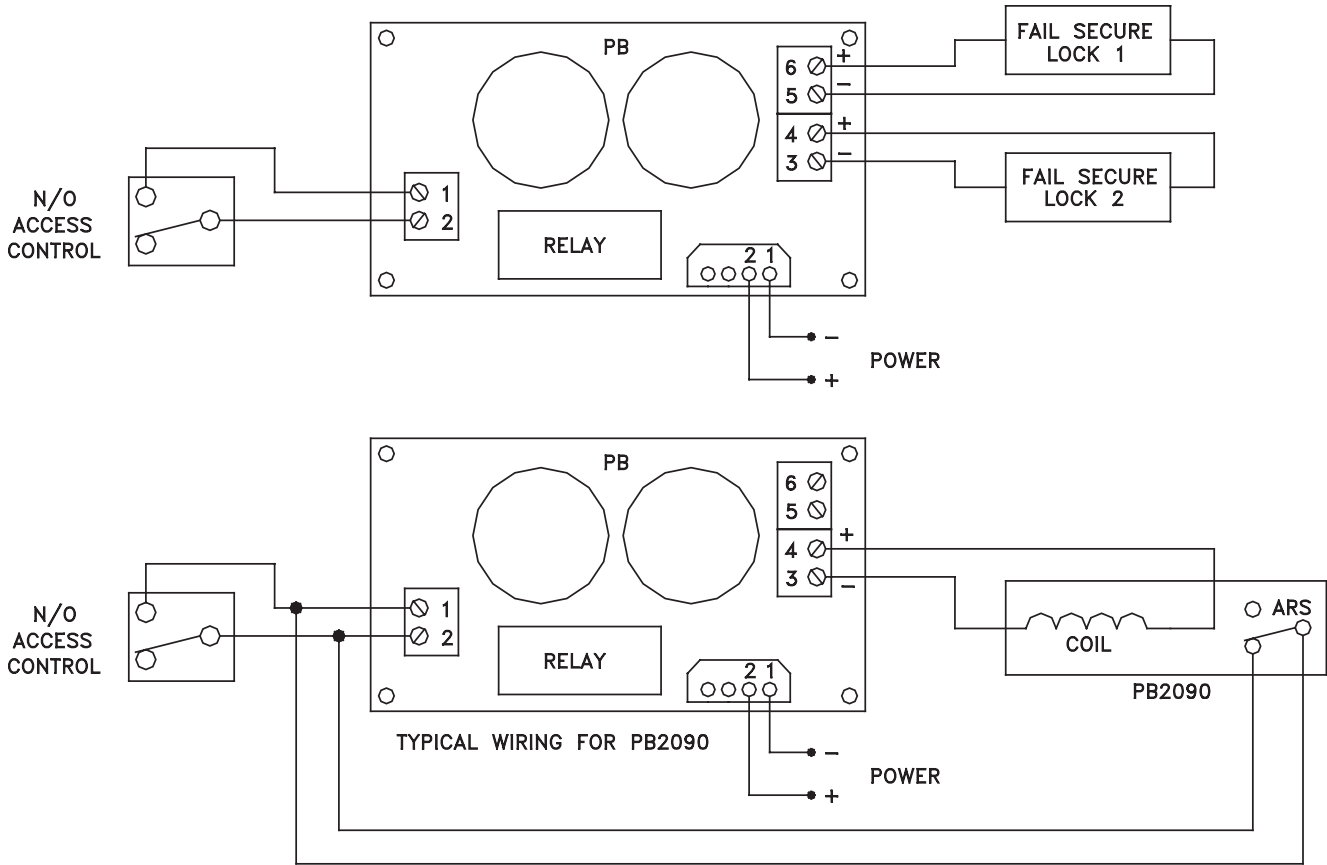 PB
6 +
5 −
4 +
3 −
FAIL SECURE
LOCK 1
FAIL SECURE
LOCK 2
N/O
ACCESS
CONTROL
1
2
RELAY
2 1
−
POWER
+
PB
6
5
4 +
3 −
N/O
ACCESS
CONTROL
1
2
RELAY
2 1
ARS
COIL
PB2090
TYPICAL WIRING FOR PB2090
−
POWER
+